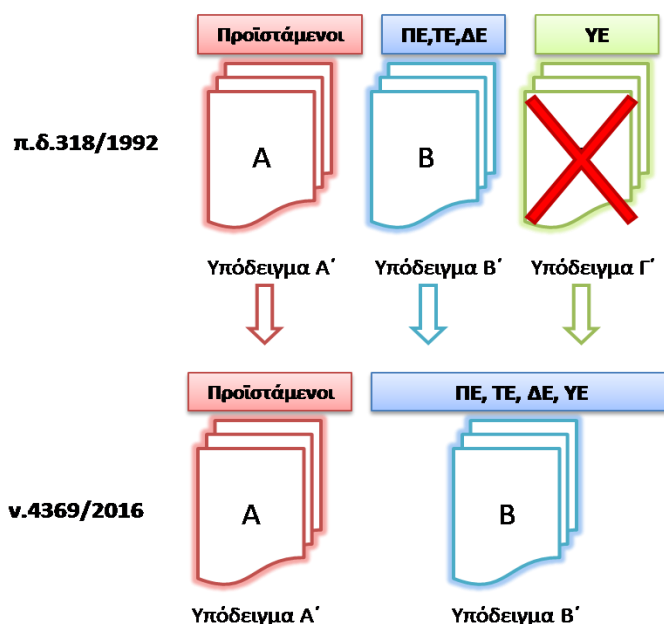 Προϊστάμενοι ΠΕ,ΤΕ,ΔΕ ΥΕ
π.δ.318/1992
Α Β
Υπόδειγμα Α΄ Υπόδειγμα Β΄ Υπόδειγμα Γ΄
Προϊστάμενοι ΠΕ, ΤΕ, ΔΕ, ΥΕ
ν.4369/2016
Α Β
Υπόδειγμα Α΄ Υπόδειγμα Β΄